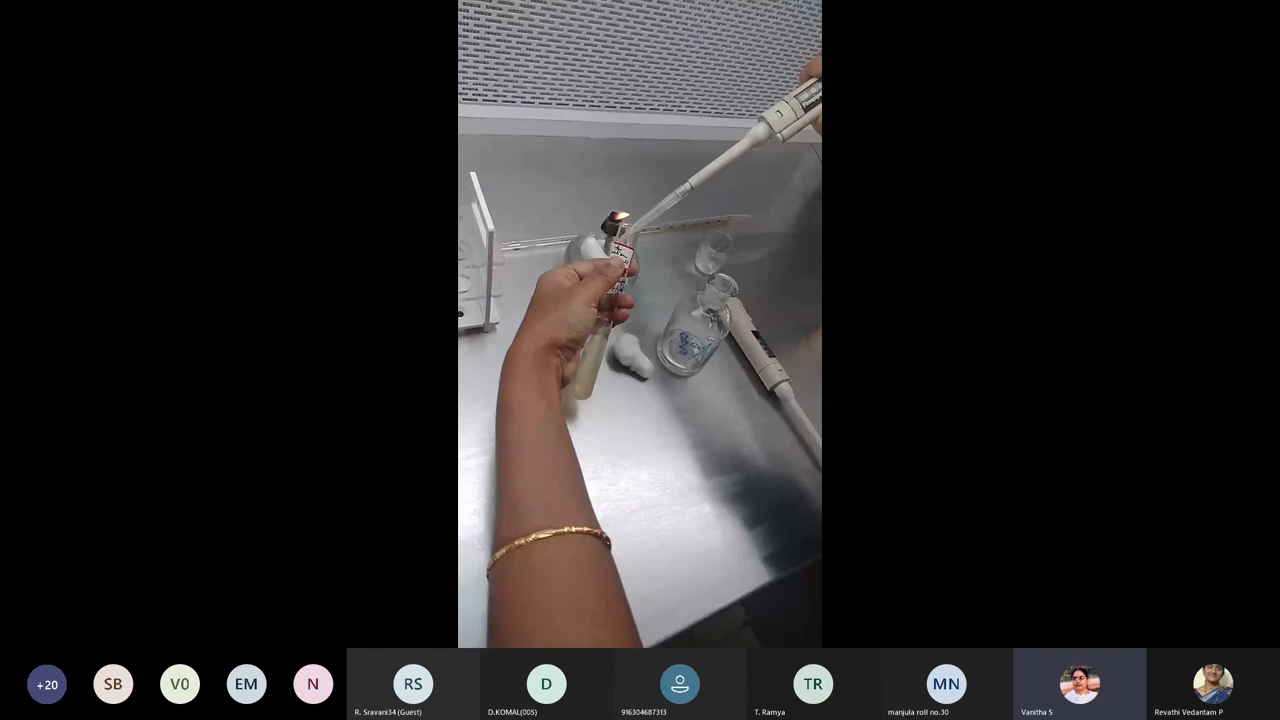 +20
SB
V0
EM
N
RS
D
TR
MN
R. Sravani34 (Guest)
D.KOMAL(005)
916304687313
T. Ramya
manjula roll no.30
Vanitha S
Revathi Vedantam P